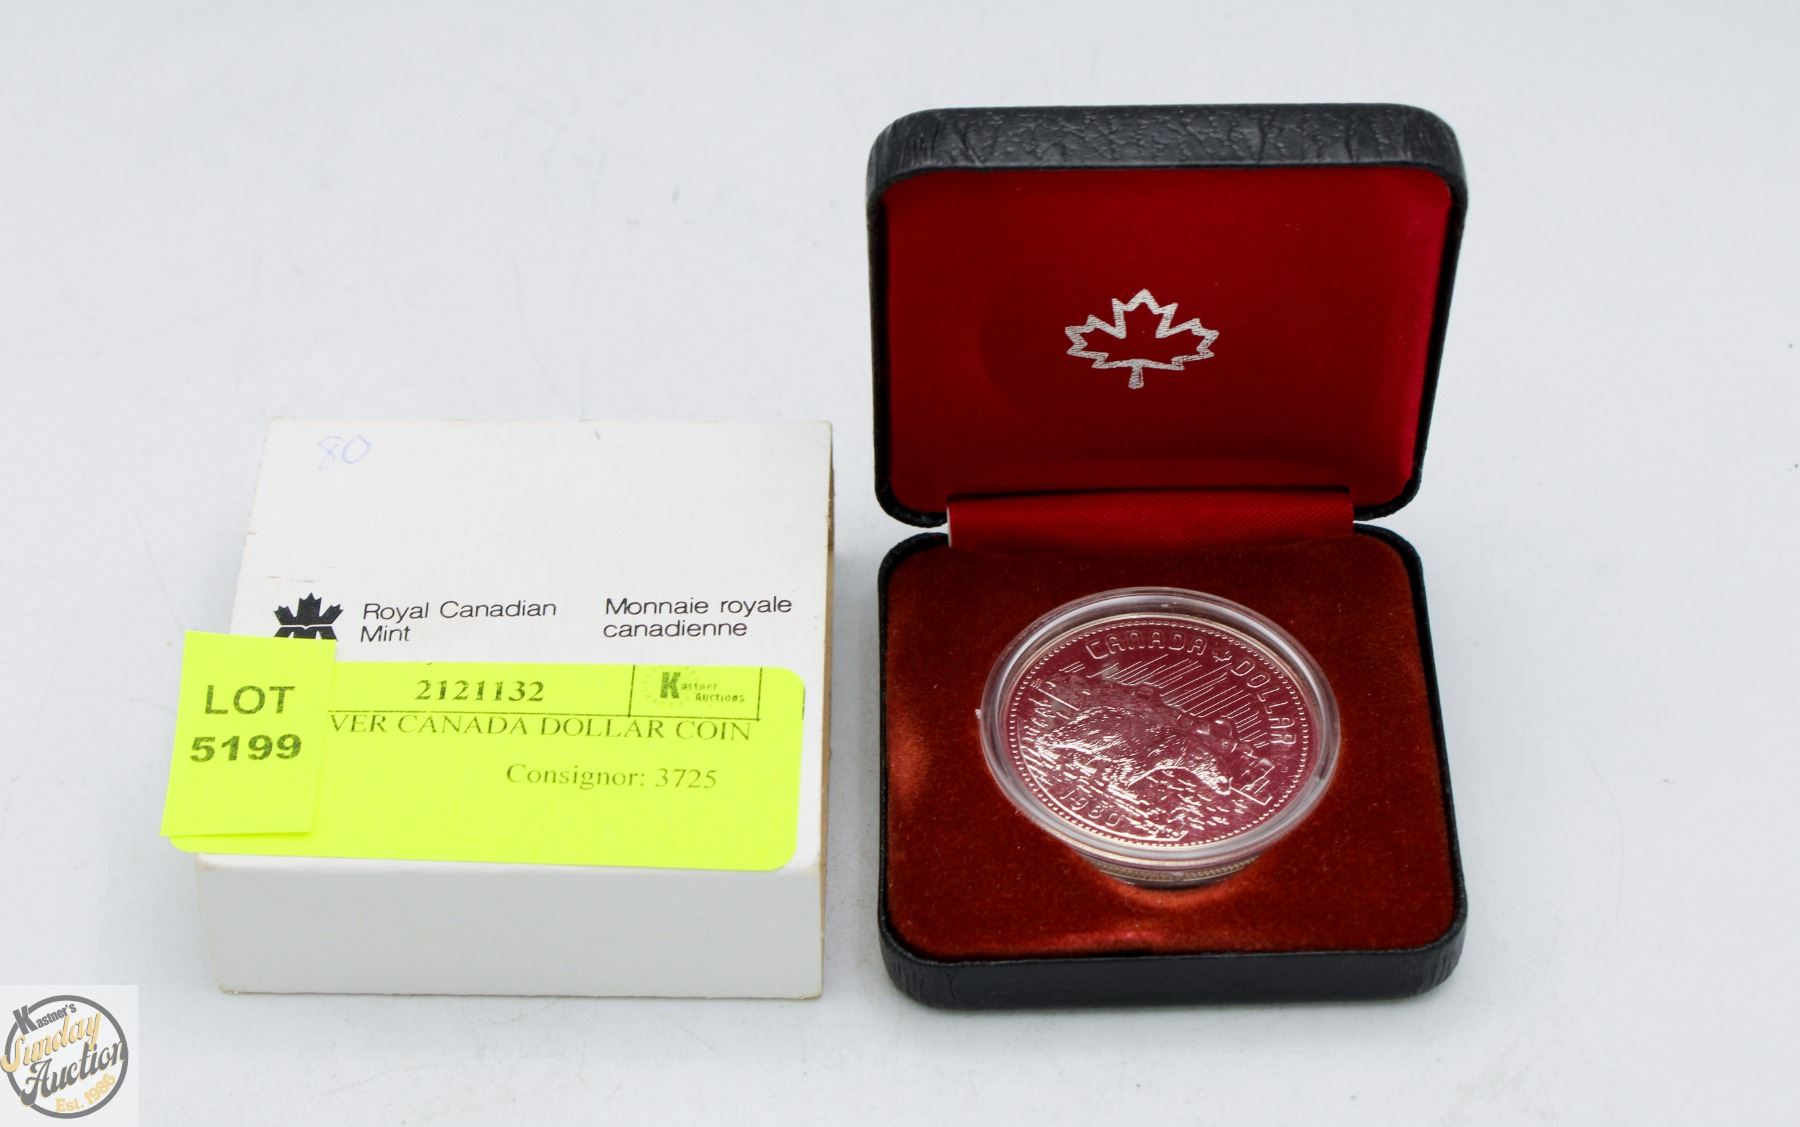 80
Royal Canadian
Mint
Monnaie royale
canadienne
LOT
5199
2121132
Kastner
Auctions
VER CANADA DOLLAR COIN
Consignor: 3725
CANADA DOLLAR
1980
Kastner's
Sunday
Auction
Est. 1986